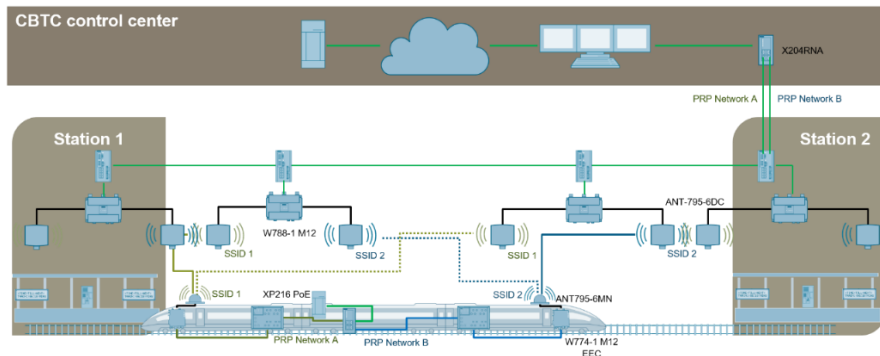 CBTC control center
X204RNA
PRP Network A
PRP Network B
Station 1
Station 2
ANT-795-6DC
W788-1 M12
SSID 1
SSID 2
SSID 1
SSID 2
SSID 1
XP216 PoE
SSID 2
ANT795-6MN
PRP Network A
PRP Network B
W774-1 M12
EEC